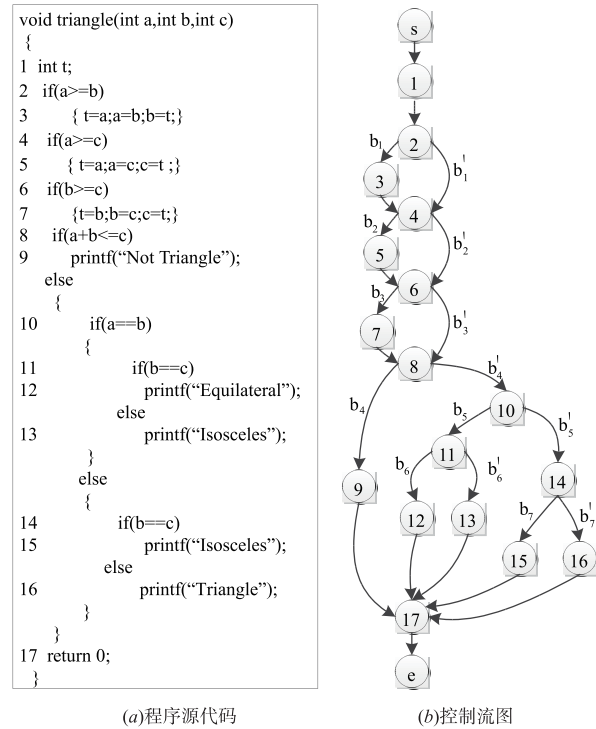 void triangle(int a,int b,int c)
{
1 int t;
2 if(a>=b)
3 { t=a;a=b;b=t;}
4 if(a>=c)
5 { t=a;a=c;c=t ;}
6 if(b>=c)
7 {t=b;b=c;c=t;}
8 if(a+b<=c)
9 printf(“Not Triangle”);
else
{
10 if(a==b)
{
11 if(b==c)
12 printf(“Equilateral”);
else
13 printf(“Isosceles”);
}
else
{
14 if(b==c)
15 printf(“Isosceles”);
else
16 printf(“Triangle”);
}
}
17 return 0;
}
(a)程序源代码
s
1
2
b₁
b₁'
3
4
b₂
b₂'
5
6
b₃
b₃'
7
8
b₄
b₄'
10
b₅
b₅'
11
b₆
b₆'
14
9
12
13
b₇
b₇'
15
16
17
e
(b)控制流图